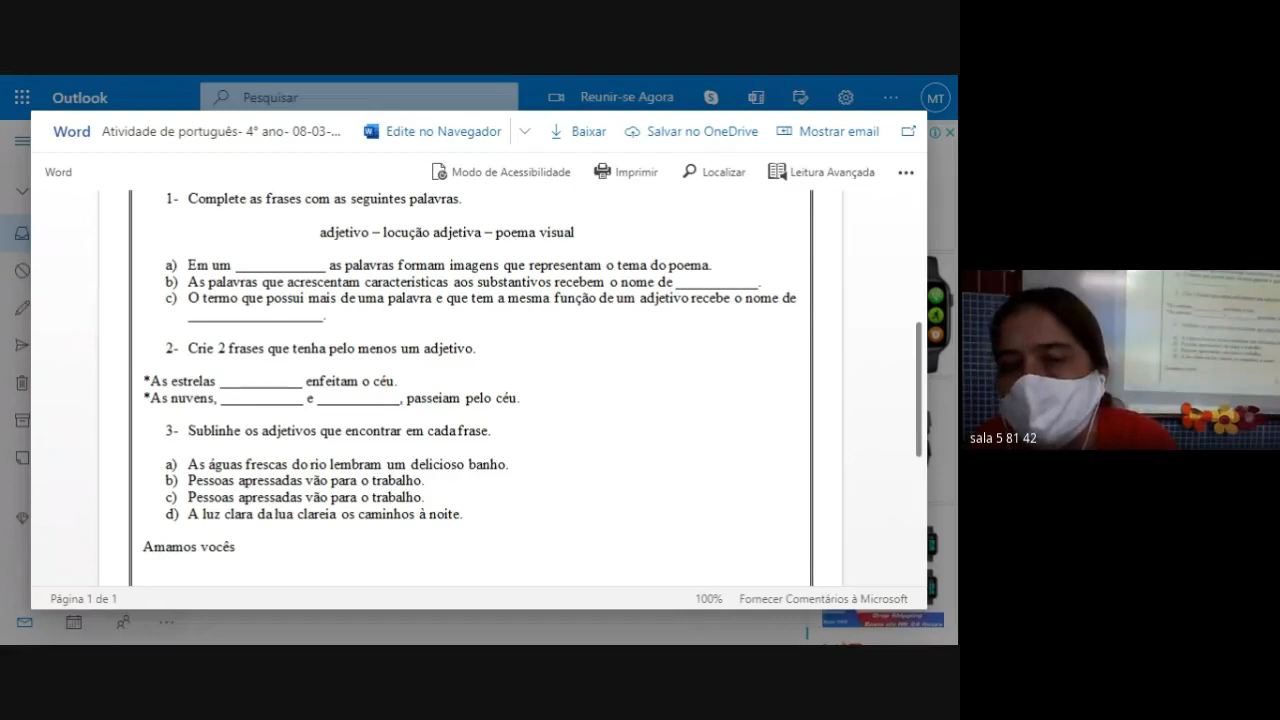 Outlook
Pesquisar
Reunir-se Agora
MT
Word
Atividade de português- 4° ano- 08-03-...
Edite no Navegador
Baixar
Salvar no OneDrive
Mostrar email
Word
Modo de Acessibilidade
Imprimir
Localizar
Leitura Avançada
1- Complete as frases com as seguintes palavras.
adjetivo – locução adjetiva – poema visual
a) Em um ____________ as palavras formam imagens que representam o tema do poema.
b) As palavras que acrescentam características aos substantivos recebem o nome de ___________.
c) O termo que possui mais de uma palavra e que tem a mesma função de um adjetivo recebe o nome de
__________________.
2- Crie 2 frases que tenha pelo menos um adjetivo.
*As estrelas ___________ enfeitam o céu.
*As nuvens, ___________ e ___________, passeiam pelo céu.
3- Sublinhe os adjetivos que encontrar em cada frase.
a) As águas frescas do rio lembram um delicioso banho.
b) Pessoas apressadas vão para o trabalho.
c) Pessoas apressadas vão para o trabalho.
d) A luz clara da lua clareia os caminhos à noite.
Amamos vocês
Página 1 de 1
100%
Fornecer Comentários à Microsoft
sala 5 81 42